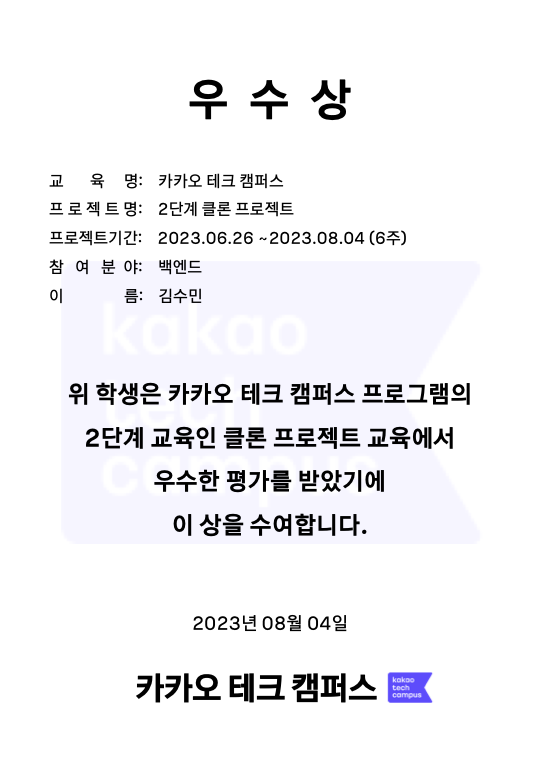 우 수 상
교 육 명: 카카오 테크 캠퍼스
프 로 젝 트 명: 2단계 클론 프로젝트
프로젝트기간: 2023.06.26 ~2023.08.04 (6주)
참 여 분 야: 백엔드
이 름: 김수민
kakao
tech
campus
위 학생은 카카오 테크 캠퍼스 프로그램의
2단계 교육인 클론 프로젝트 교육에서
우수한 평가를 받았기에
이 상을 수여합니다.
2023년 08월 04일
카카오 테크 캠퍼스
kakao
tech
campus